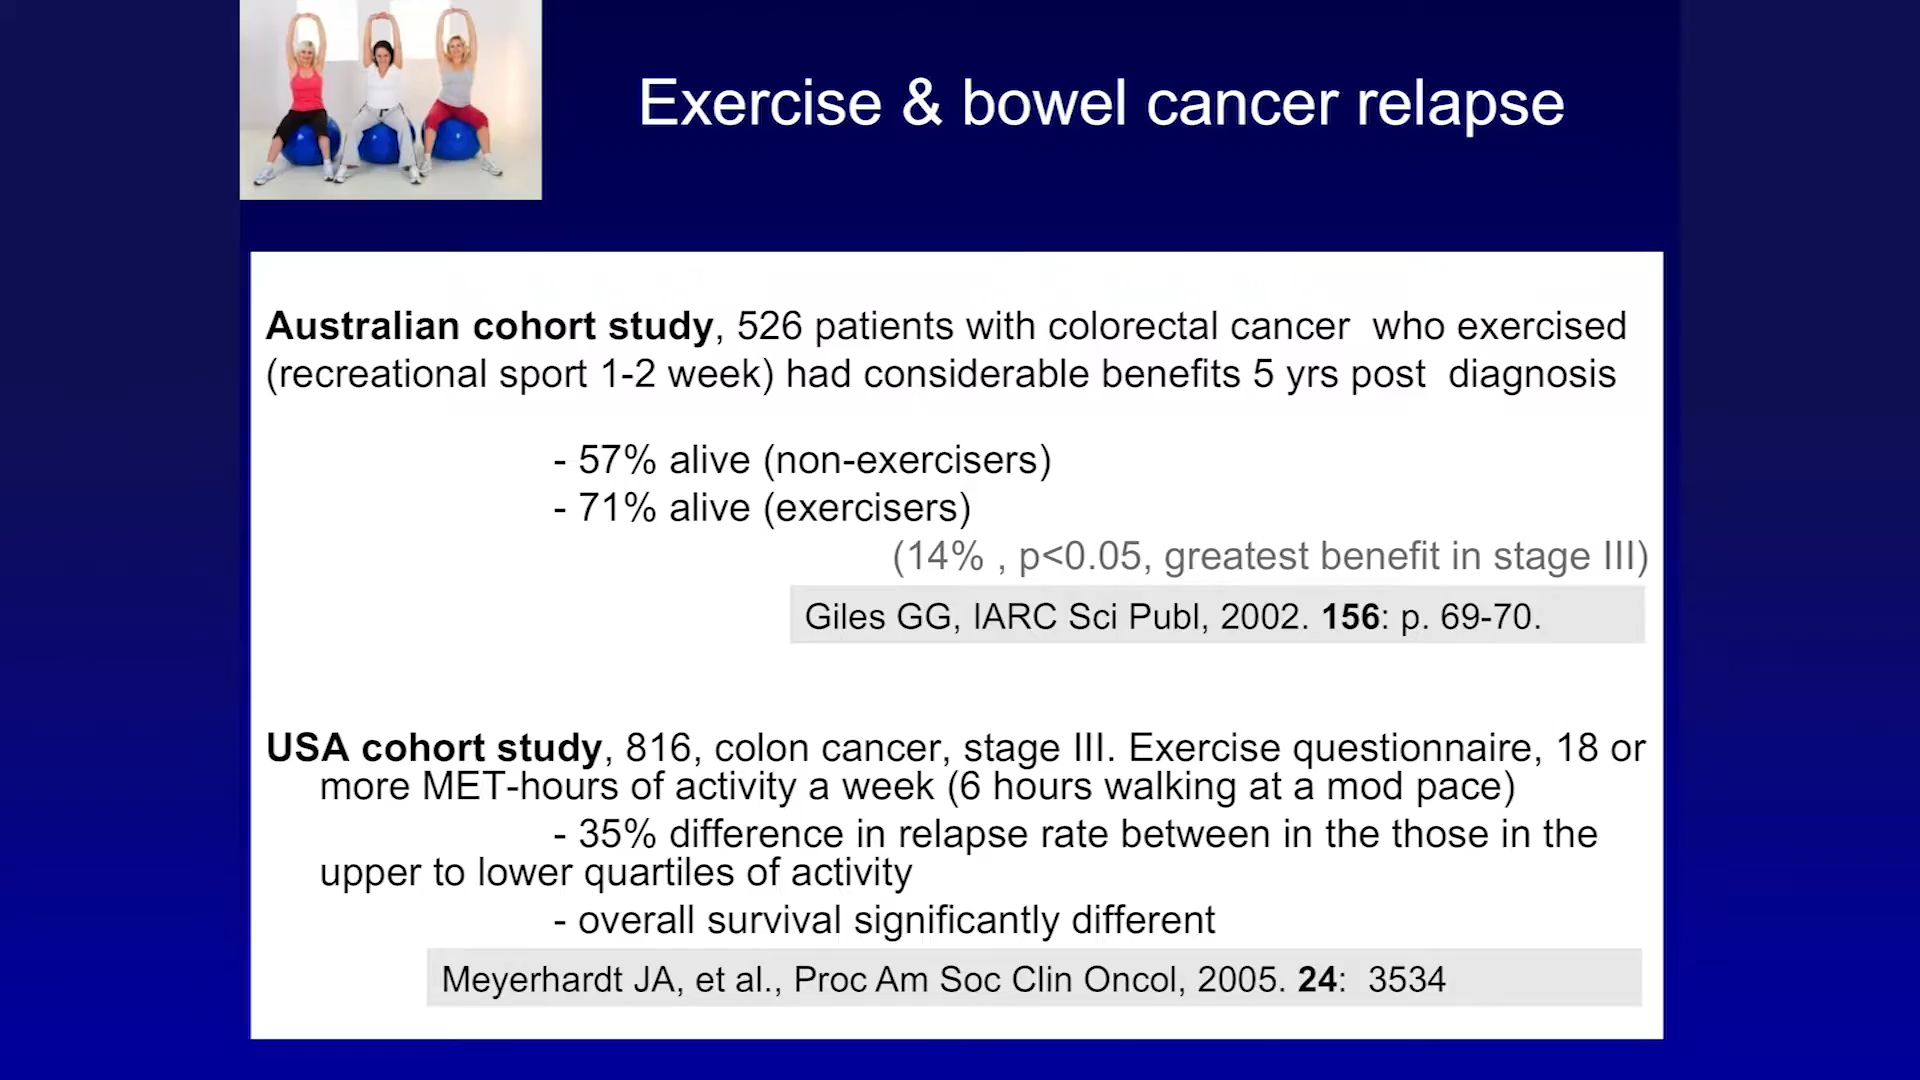 Exercise & bowel cancer relapse
Australian cohort study, 526 patients with colorectal cancer who exercised
(recreational sport 1-2 week) had considerable benefits 5 yrs post diagnosis
- 57% alive (non-exercisers)
- 71% alive (exercisers)
(14% , p<0.05, greatest benefit in stage III)
Giles GG, IARC Sci Publ, 2002. 156: p. 69-70.
USA cohort study, 816, colon cancer, stage III. Exercise questionnaire, 18 or
more MET-hours of activity a week (6 hours walking at a mod pace)
- 35% difference in relapse rate between in the those in the
upper to lower quartiles of activity
- overall survival significantly different
Meyerhardt JA, et al., Proc Am Soc Clin Oncol, 2005. 24: 3534